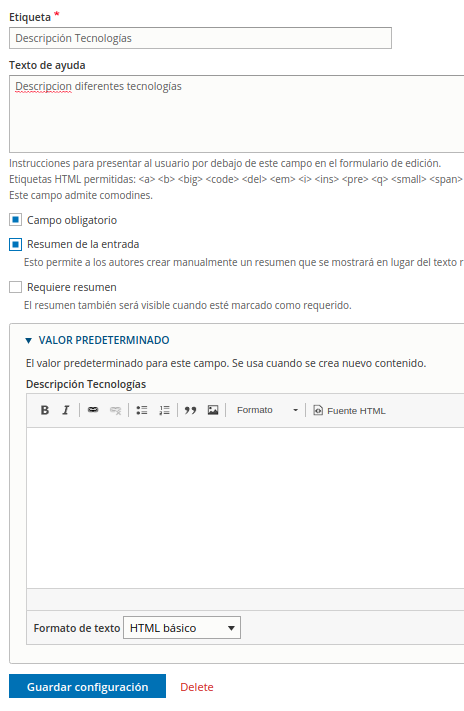 Etiqueta *
Descripción Tecnologías
Texto de ayuda
Descripcion diferentes tecnologías
Instrucciones para presentar al usuario por debajo de este campo en el formulario de edición.
Etiquetas HTML permitidas: <a> <b> <big> <code> <del> <em> <i> <ins> <pre> <q> <small> <span>
Este campo admite comodines.
Campo obligatorio
Resumen de la entrada
Esto permite a los autores crear manualmente un resumen que se mostrará en lugar del texto r
Requiere resumen
El resumen también será visible cuando esté marcado como requerido.
VALOR PREDETERMINADO
El valor predeterminado para este campo. Se usa cuando se crea nuevo contenido.
Descripción Tecnologías
B I Formato Fuente HTML
Formato de texto HTML básico
Guardar configuración Delete